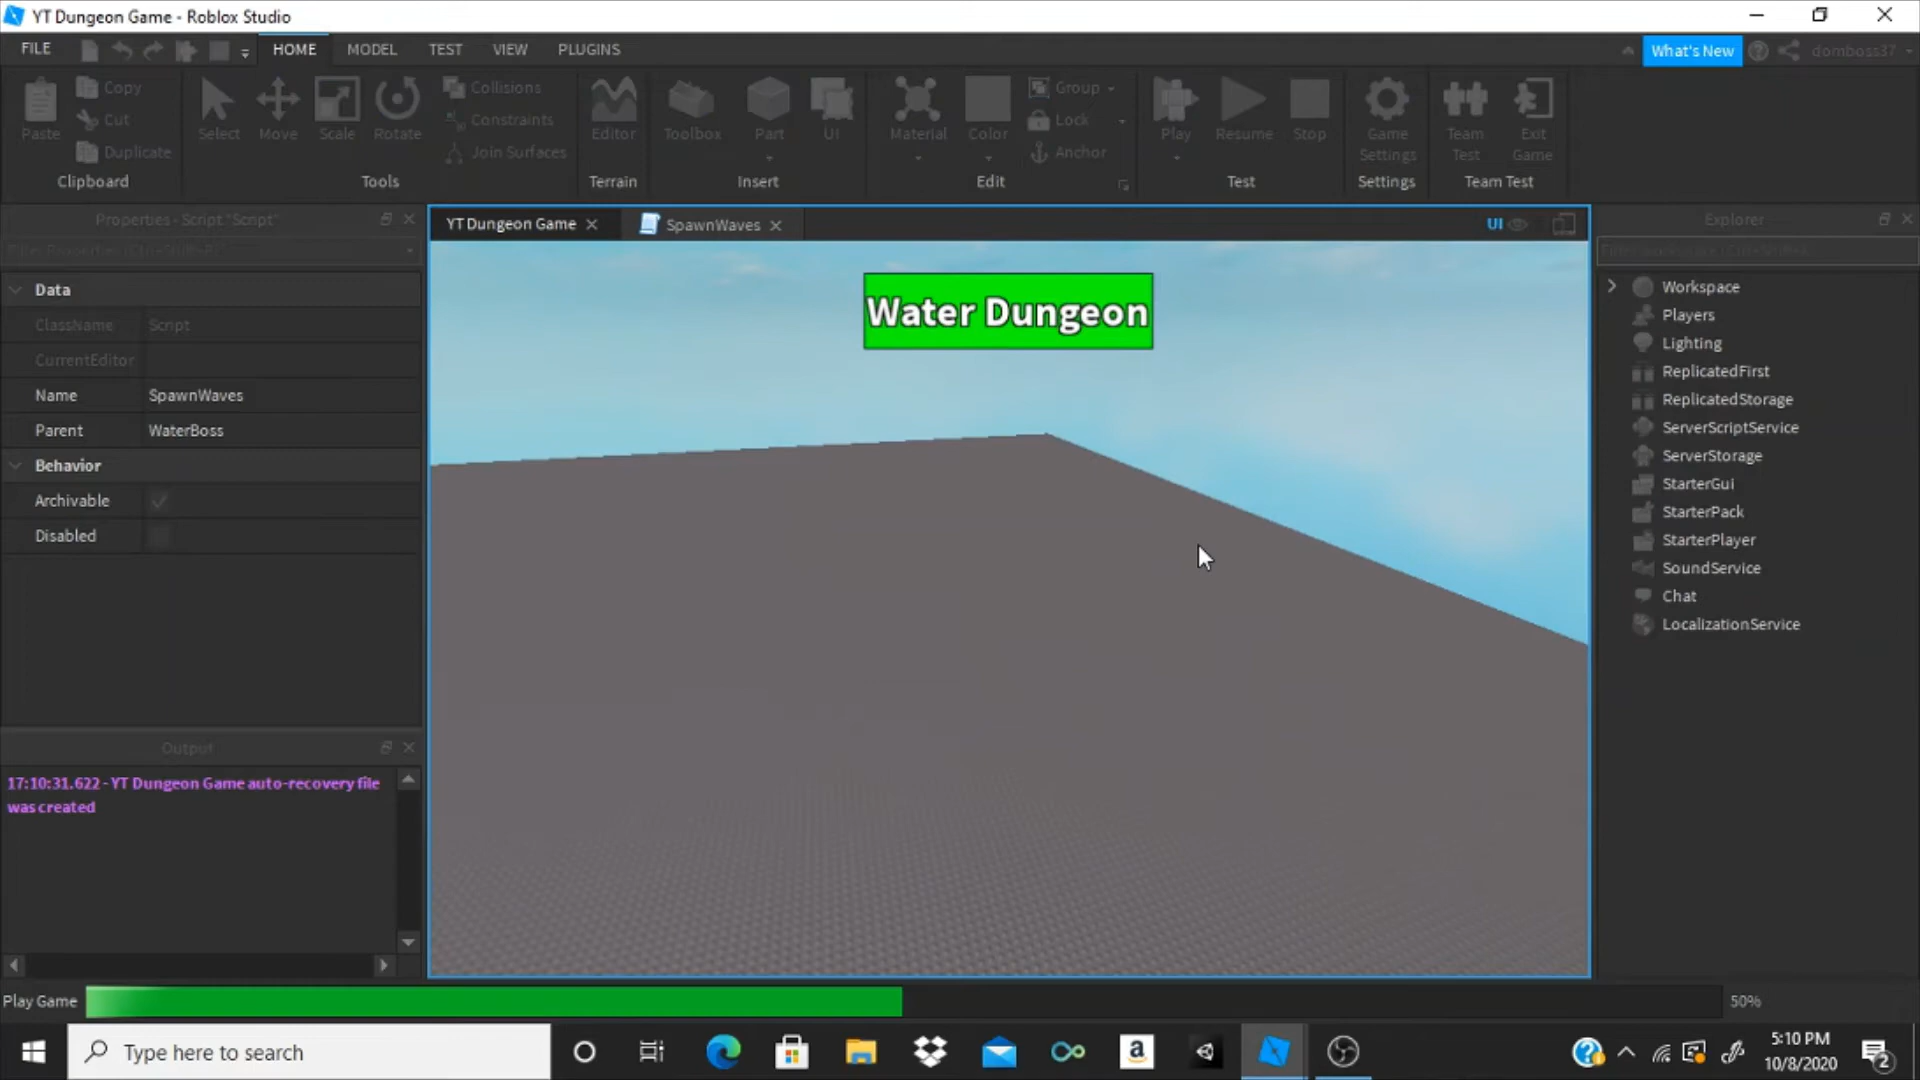 YT Dungeon Game - Roblox Studio
FILE
HOME
MODEL
TEST
VIEW
PLUGINS
What's New
domboss37
Paste
Copy
Cut
Duplicate
Clipboard
Select
Move
Scale
Rotate
Collisions
Constraints
Join Surfaces
Tools
Editor
Terrain
Toolbox
Part
UI
Insert
Material
Color
Group
Lock
Anchor
Edit
Play
Resume
Stop
Test
Game
Settings
Settings
Team
Test
Exit
Game
Team Test
Properties - Script "Script"
Data
ClassName
Script
CurrentEditor
Name
SpawnWaves
Parent
WaterBoss
Behavior
Archivable
Disabled
Output
17:10:31.622 - YT Dungeon Game auto-recovery file
was created
YT Dungeon Game
SpawnWaves
UI
Water Dungeon
Explorer
Workspace
Players
Lighting
ReplicatedFirst
ReplicatedStorage
ServerScriptService
ServerStorage
StarterGui
StarterPack
StarterPlayer
SoundService
Chat
LocalizationService
Play Game
50%
Type here to search
a
5:10 PM
10/8/2020
2